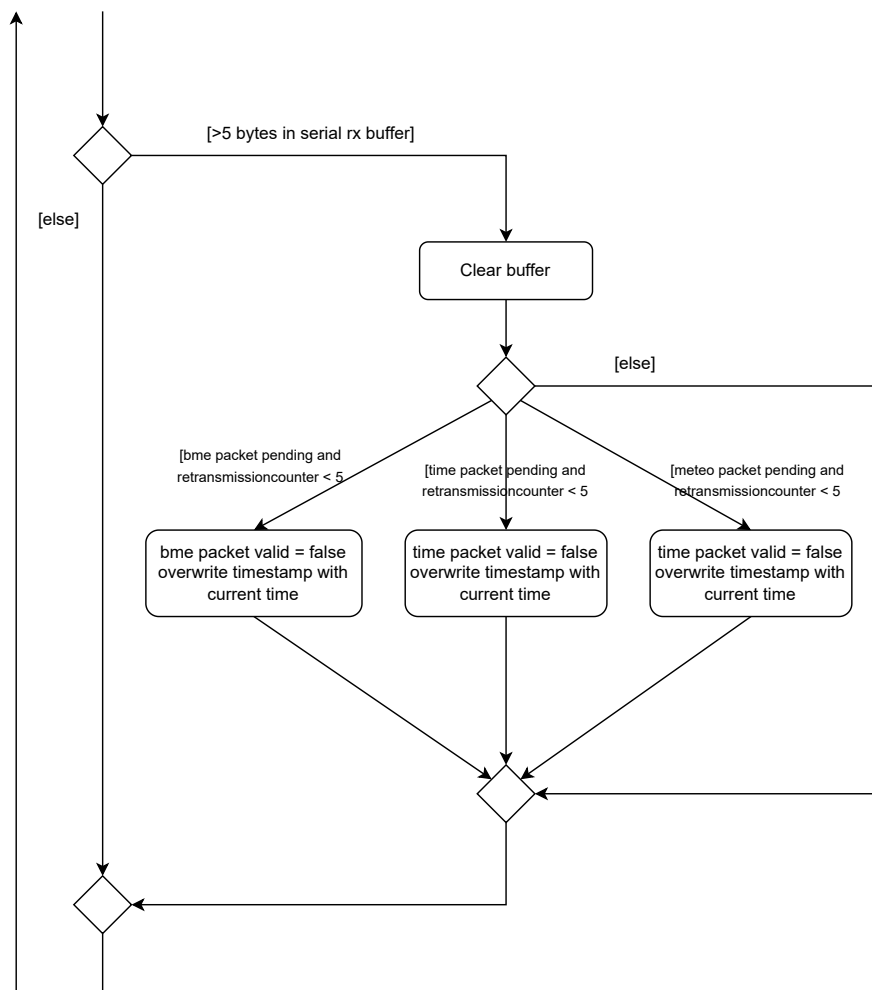 [>5 bytes in serial rx buffer]
[else]
Clear buffer
[else]
[bme packet pending and
retransmissioncounter < 5
[time packet pending and
retransmissioncounter < 5
[meteo packet pending and
retransmissioncounter < 5
bme packet valid = false
overwrite timestamp with
current time
time packet valid = false
overwrite timestamp with
current time
time packet valid = false
overwrite timestamp with
current time